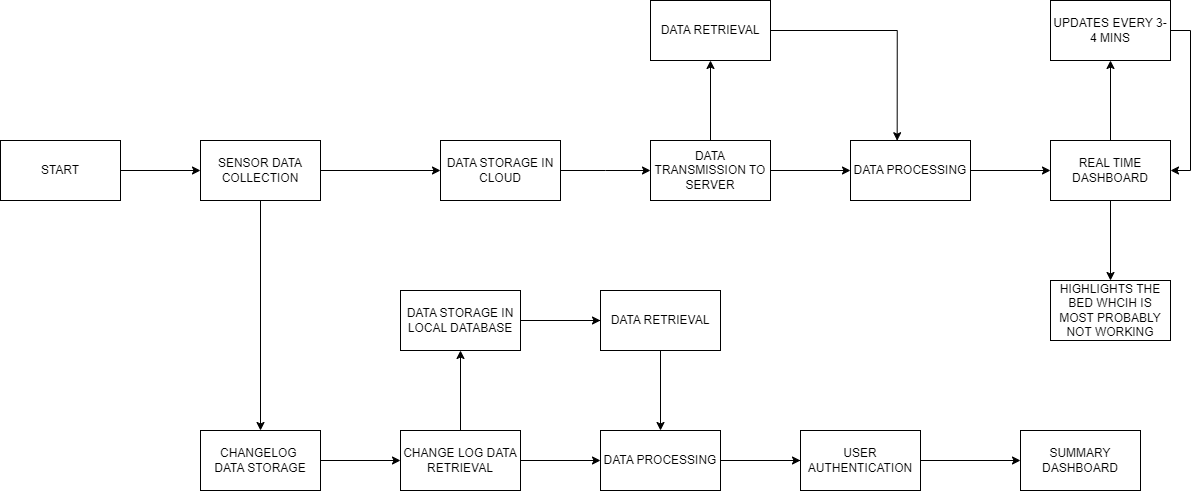 DATA RETRIEVAL
UPDATES EVERY 3-
4 MINS
START
SENSOR DATA
COLLECTION
DATA STORAGE IN
CLOUD
DATA
TRANSMISSION TO
SERVER
DATA PROCESSING
REAL TIME
DASHBOARD
HIGHLIGHTS THE
BED WHCIH IS
MOST PROBABLY
NOT WORKING
DATA STORAGE IN
LOCAL DATABASE
DATA RETRIEVAL
CHANGELOG
DATA STORAGE
CHANGE LOG DATA
RETRIEVAL
DATA PROCESSING
USER
AUTHENTICATION
SUMMARY
DASHBOARD